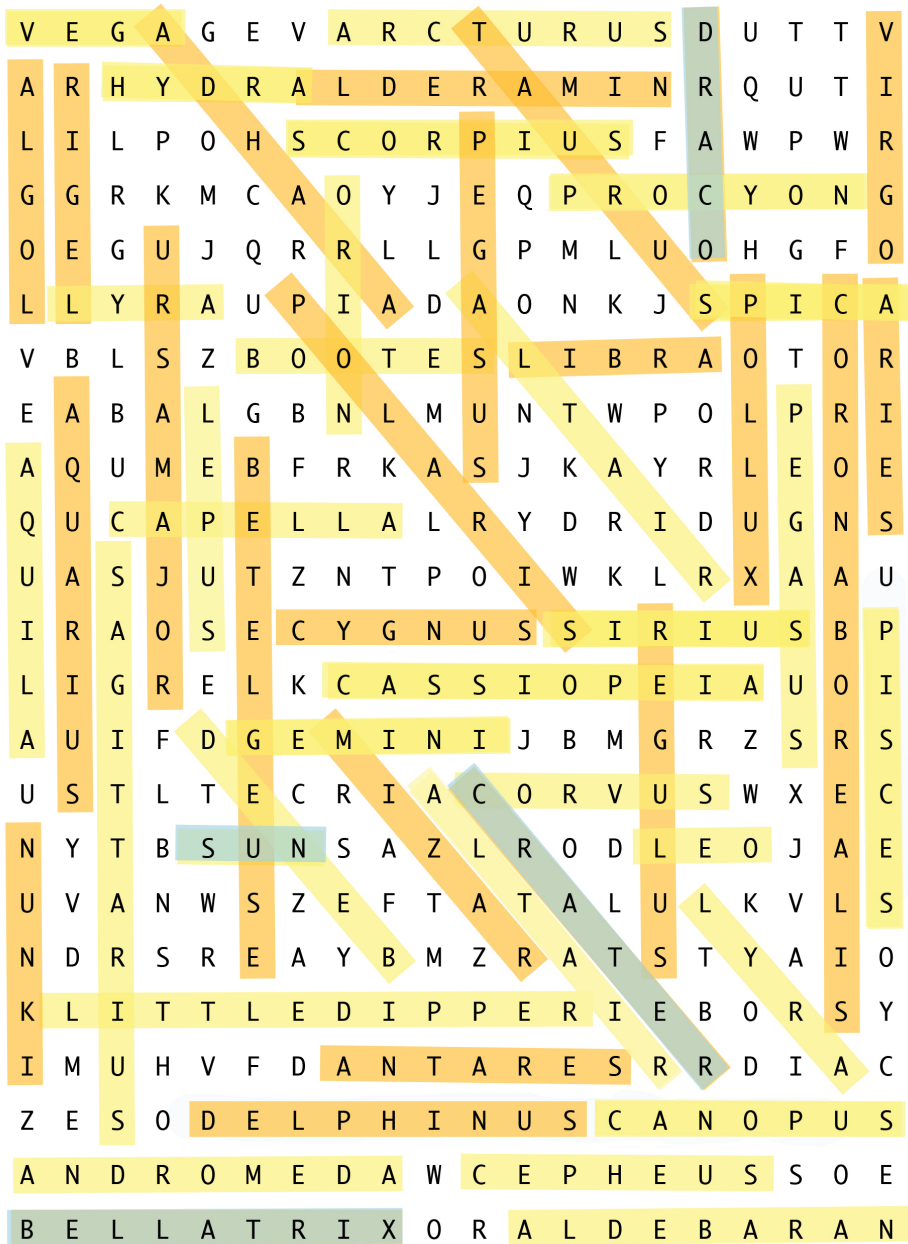 V E G A G E V A R C T U R U S D U T T V
A R H Y D R A L D E R A M I N R Q U T I
L I L P O H S C O R P I U S F A W P W R
G G R K M C A O Y J E Q P R O C Y O N G
O E G U J Q R R L L G P M L U O H G F O
L L Y R A U P I A D A O N K J S P I C A
V B L S Z B O O T E S L I B R A O T O R
E A B A L G B N L M U N T W P O L P R I
A Q U M E B F R K A S J K A Y R L E O E
Q U C A P E L L A L R Y D R I D U G N S
U A S J U T Z N T P O I W K L R X A A U
I R A O S E C Y G N U S S I R I U S B P
L I G R E L K C A S S I O P E I A U O I
A U I F D G E M I N I J B M G R Z S R S
U S T L T E C R I A C O R V U S W X E C
N Y T B S U N S A Z L R O D L E O J A E
U V A N W S Z E F T A T A L U L K V L S
N D R S R E A Y B M Z R A T S T Y A I O
K L I T T L E D I P P E R I E B O R S Y
I M U H V F D A N T A R E S R R D I A C
Z E S O D E L P H I N U S C A N O P U S
A N D R O M E D A W C E P H E U S S O E
B E L L A T R I X O R A L D E B A R A N